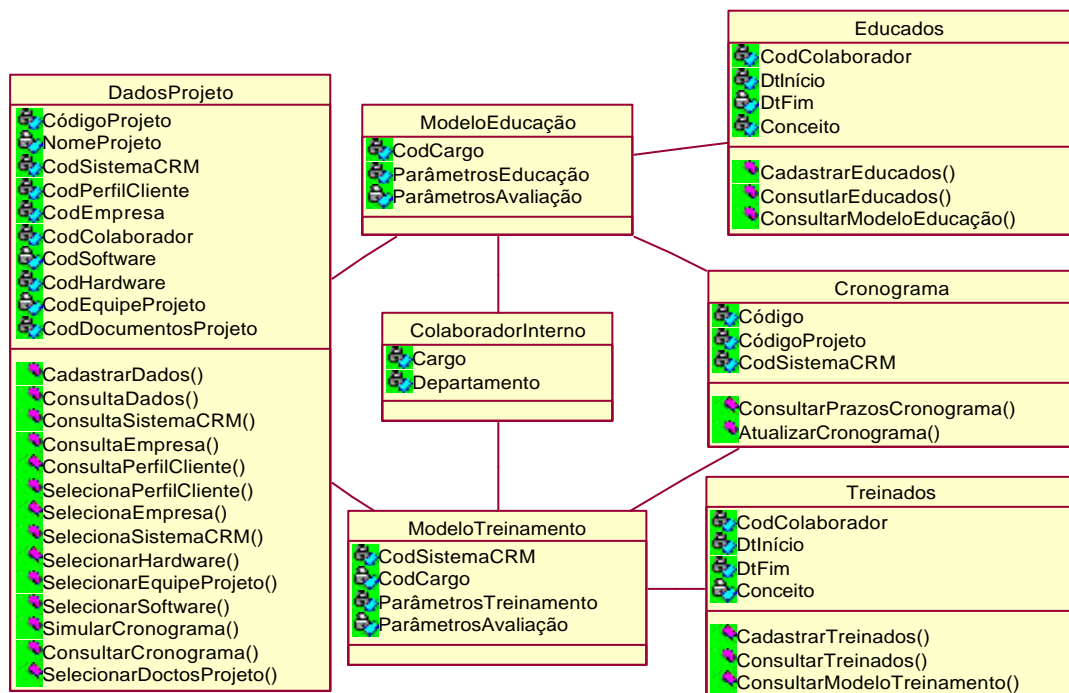 DadosProjeto
CódigoProjeto
NomeProjeto
CodSistemaCRM
CodPerfilCliente
CodEmpresa
CodColaborador
CodSoftware
CodHardware
CodEquipeProjeto
CodDocumentosProjeto
CadastrarDados()
ConsultaDados()
ConsultaSistemaCRM()
ConsultaEmpresa()
ConsultaPerfilCliente()
SelecionaPerfilCliente()
SelecionaEmpresa()
SelecionaSistemaCRM()
SelecionarHardware()
SelecionarEquipeProjeto()
SelecionarSoftware()
SimularCronograma()
ConsultarCronograma()
SelecionarDoctosProjeto()
ModeloEducação
CodCargo
ParâmetrosEducação
ParâmetrosAvaliação
ColaboradorInterno
Cargo
Departamento
ModeloTreinamento
CodSistemaCRM
CodCargo
ParâmetrosTreinamento
ParâmetrosAvaliação
Educados
CodColaborador
DtInício
DtFim
Conceito
CadastrarEducados()
ConsutlarEducados()
ConsultarModeloEducação()
Cronograma
Código
CódigoProjeto
CodSistemaCRM
ConsultarPrazosCronograma()
AtualizarCronograma()
Treinados
CodColaborador
DtInício
DtFim
Conceito
CadastrarTreinados()
ConsultarTreinados()
ConsultarModeloTreinamento()